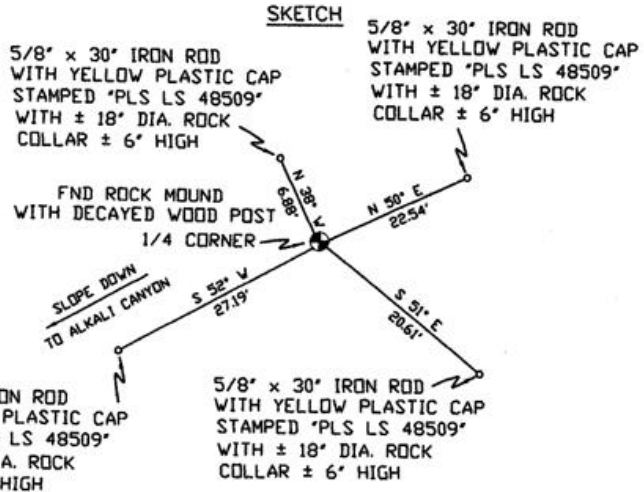 SKETCH
5/8" x 30" IRON ROD
WITH YELLOW PLASTIC CAP
STAMPED "PLS LS 48509"
WITH ± 18" DIA. ROCK
COLLAR ± 6" HIGH
5/8" x 30" IRON ROD
WITH YELLOW PLASTIC CAP
STAMPED "PLS LS 48509"
WITH ± 18" DIA. ROCK
COLLAR ± 6" HIGH
N 38° W
6.88'
N 50° E
22.54'
FND ROCK MOUND
WITH DECAYED WOOD POST
1/4 CORNER
SLOPE DOWN
TO ALKALI CANYON
S 52° W
27.19'
S 51° E
20.61'
ON ROD
PLASTIC CAP
LS 48509"
A. ROCK
HIGH
5/8" x 30" IRON ROD
WITH YELLOW PLASTIC CAP
STAMPED "PLS LS 48509"
WITH ± 18" DIA. ROCK
COLLAR ± 6" HIGH